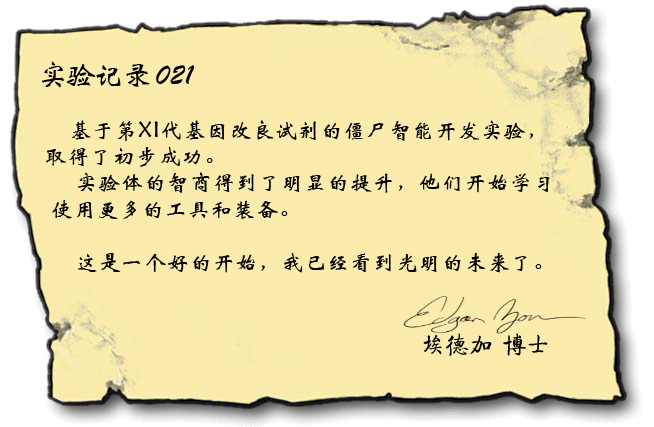 实验记录021
基于第XI代基因改良试剂的僵尸智能开发实验，
取得了初步成功。
实验体的智商得到了明显的提升，他们开始学习
使用更多的工具和装备。
这是一个好的开始，我已经看到光明的未来了。
Edgar
埃德加 博士